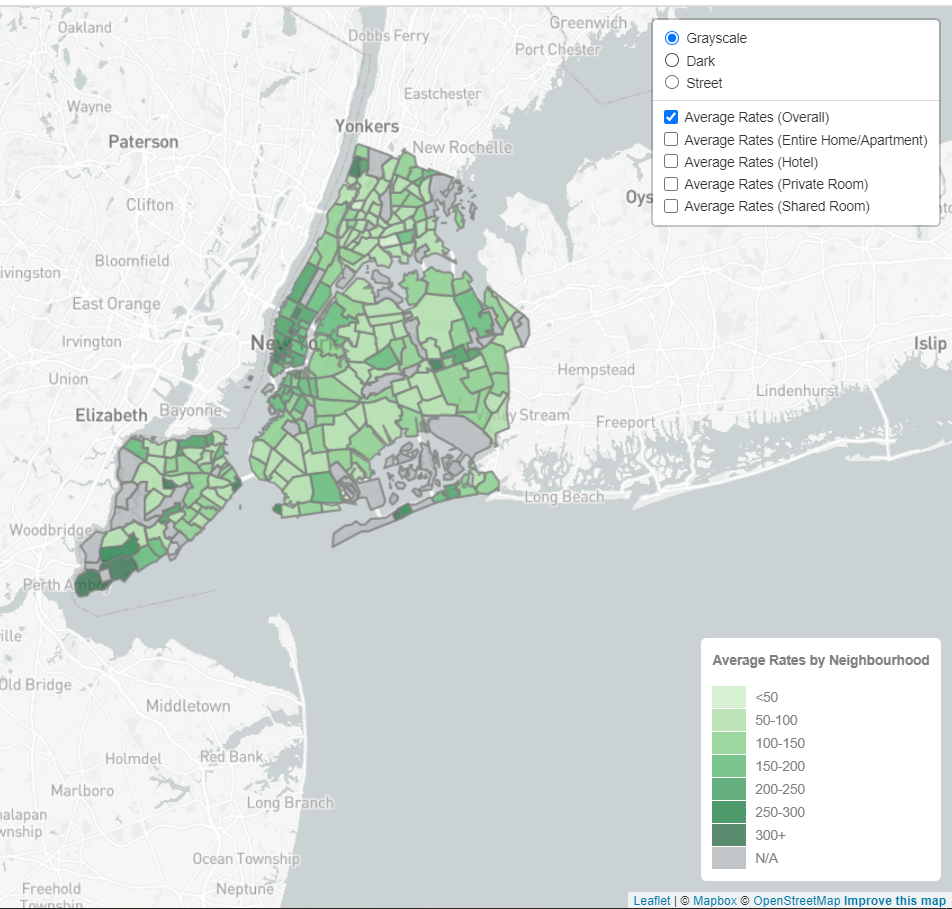 Oakland
Dobbs Ferry
Greenwich
Port Chester
Wayne
Eastchester
Paterson
Yonkers
New Rochelle
Clifton
Oys
Bloomfield
ivingston
East Orange
Irvington
New York
Islip
Union
Hempstead
Lindenhurst
Elizabeth
Bayonne
Valley Stream
Freeport
Long Beach
Woodbridge
Perth Ambo
ville
Old Bridge
Middletown
Holmdel
Red Bank
Marlboro
Long Branch
nalapan
wnship
Ocean Township
Freehold
Township
Neptune
Grayscale
Dark
Street
Average Rates (Overall)
Average Rates (Entire Home/Apartment)
Average Rates (Hotel)
Average Rates (Private Room)
Average Rates (Shared Room)
Average Rates by Neighbourhood
<50
50-100
100-150
150-200
200-250
250-300
300+
N/A
Leaflet | © Mapbox © OpenStreetMap Improve this map